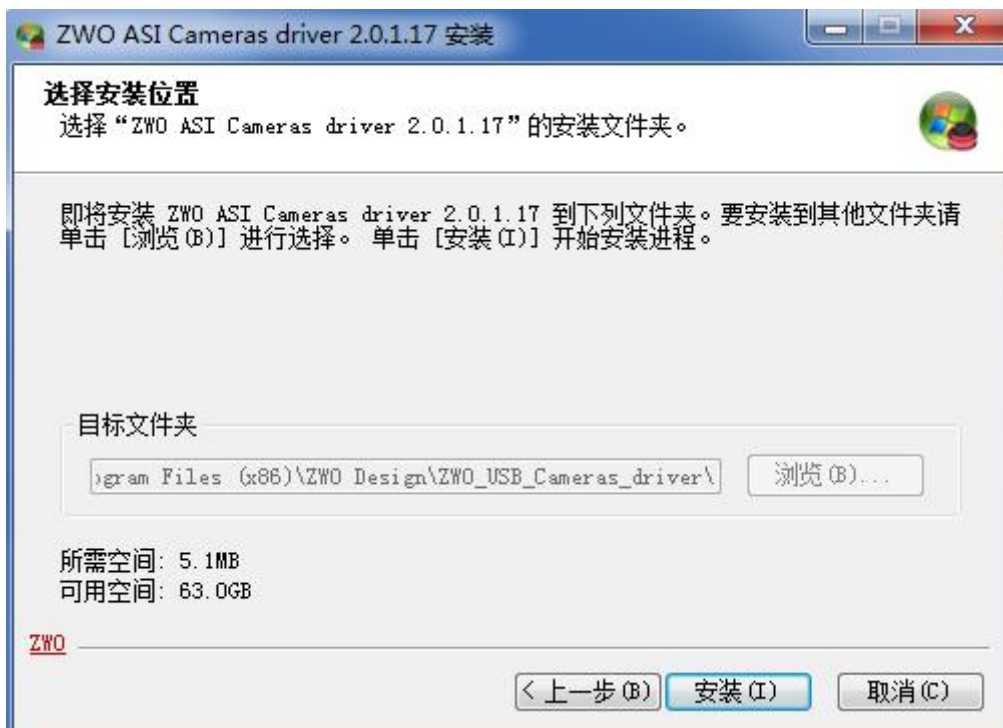 ZWO ASI Cameras driver 2.0.1.17 安装
选择安装位置
选择“ZWO ASI Cameras driver 2.0.1.17”的安装文件夹。
即将安装 ZWO ASI Cameras driver 2.0.1.17 到下列文件夹。要安装到其他文件夹请
单击 [浏览(B)] 进行选择。 单击 [安装(I)] 开始安装进程。
目标文件夹
ogram Files (x86)\ZWO Design\ZWO_USB_Cameras_driver\
浏览(B)...
所需空间: 5.1MB
可用空间: 63.0GB
ZWO
< 上一步(B) 安装(I) 取消(C)